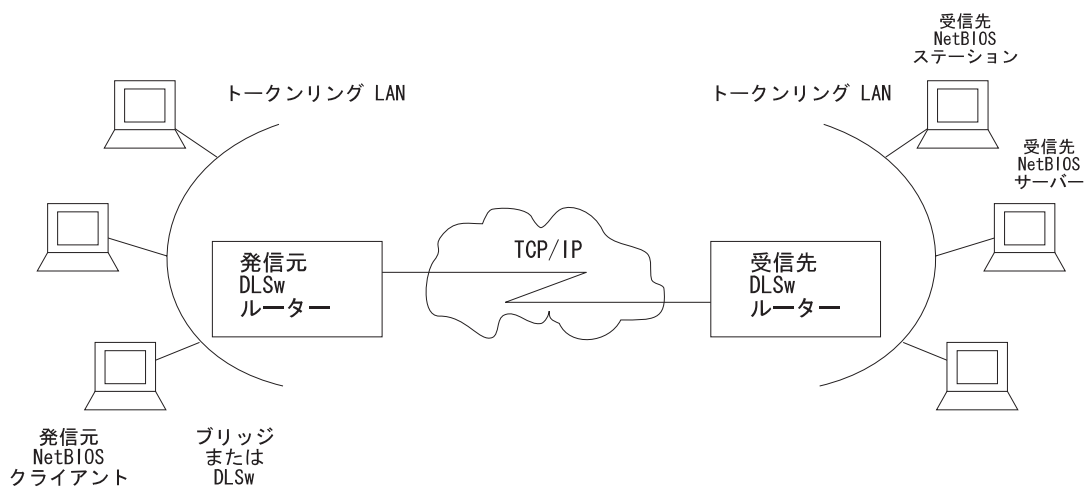 受信先
NetBIOS
ステーション
トークンリング LAN
トークンリング LAN
受信先
NetBIOS
サーバー
発信元
DLSw
ルーター
TCP/IP
受信先
DLSw
ルーター
発信元
NetBIOS
クライアント
ブリッジ
または
DLSw